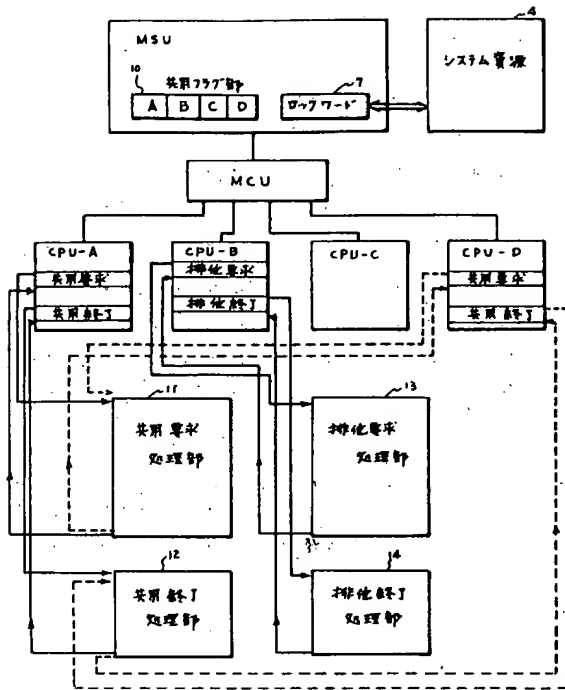 4
MSU
システム資源
10
共用フラグ部
7
A B C D
ロックワード
MCU
CPU-A
CPU-B
CPU-C
CPU-D
共用要求
排他要求
共用要求
排他終了
共用終了
共用終了
11
13
共用要求
処理部
排他要求
処理部
12
14
共用終了
処理部
排他終了
処理部